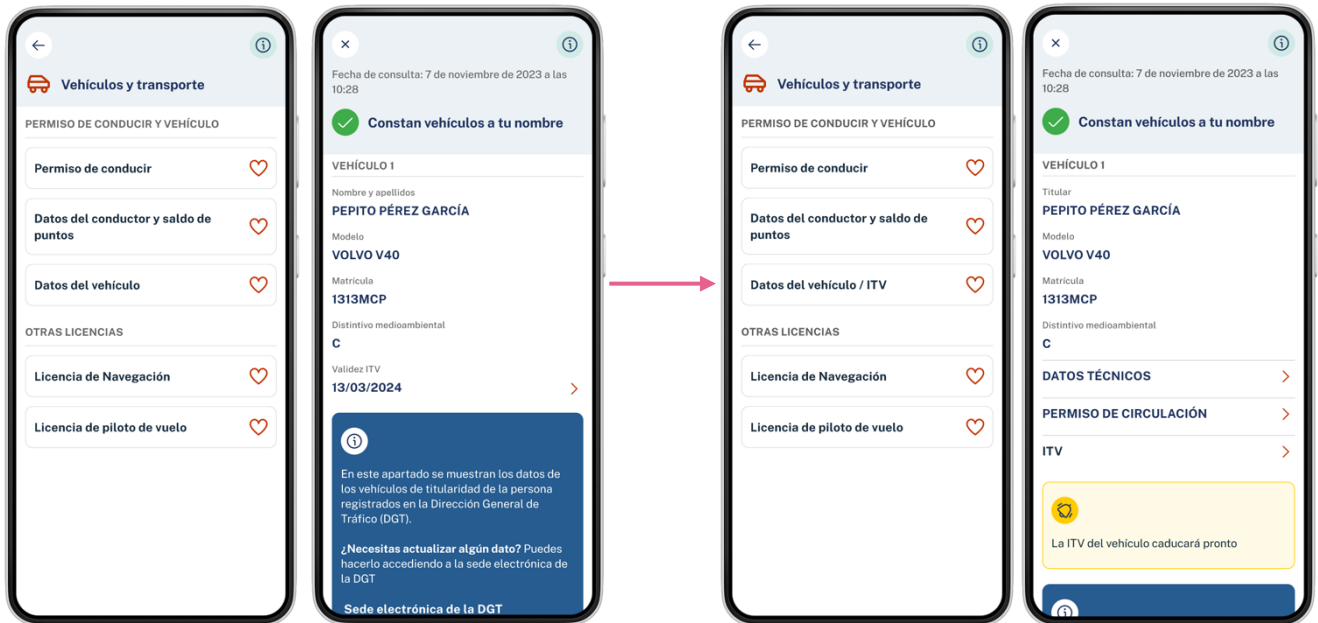 Vehículos y transporte
PERMISO DE CONDUCIR Y VEHÍCULO
Permiso de conducir
Datos del conductor y saldo de
puntos
Datos del vehículo
OTRAS LICENCIAS
Licencia de Navegación
Licencia de piloto de vuelo
Fecha de consulta: 7 de noviembre de 2023 a las
10:28
Constan vehículos a tu nombre
VEHÍCULO 1
Nombre y apellidos
PEPITO PÉREZ GARCÍA
Modelo
VOLVO V40
Matrícula
1313MCP
Distintivo medioambiental
C
Validez ITV
13/03/2024
En este apartado se muestran los datos de
los vehículos de titularidad de la persona
registrados en la Dirección General de
Tráfico (DGT).
¿Necesitas actualizar algún dato? Puedes
hacerlo accediendo a la sede electrónica de
la DGT
Sede electrónica de la DGT
Vehículos y transporte
PERMISO DE CONDUCIR Y VEHÍCULO
Permiso de conducir
Datos del conductor y saldo de
puntos
Datos del vehículo / ITV
OTRAS LICENCIAS
Licencia de Navegación
Licencia de piloto de vuelo
Fecha de consulta: 7 de noviembre de 2023 a las
10:28
Constan vehículos a tu nombre
VEHÍCULO 1
Titular
PEPITO PÉREZ GARCÍA
Modelo
VOLVO V40
Matrícula
1313MCP
Distintivo medioambiental
C
DATOS TÉCNICOS
PERMISO DE CIRCULACIÓN
ITV
La ITV del vehículo caducará pronto